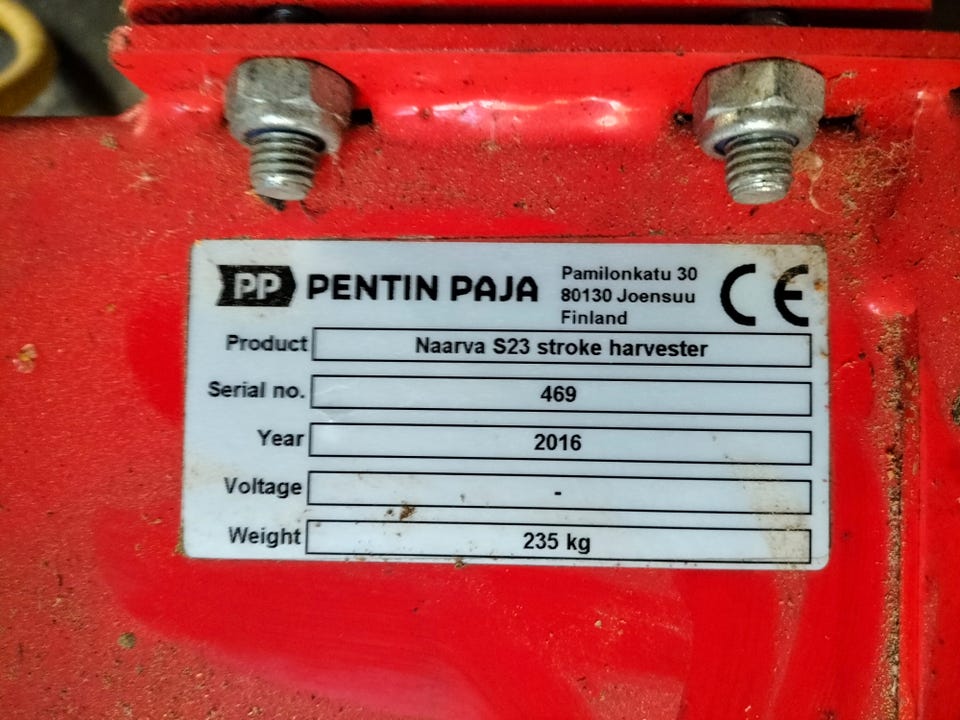 PP PENTIN PAJA
Pamilonkatu 30
80130 Joensuu
Finland
CE
Product Naarva S23 stroke harvester
Serial no. 469
Year 2016
Voltage -
Weight 235 kg